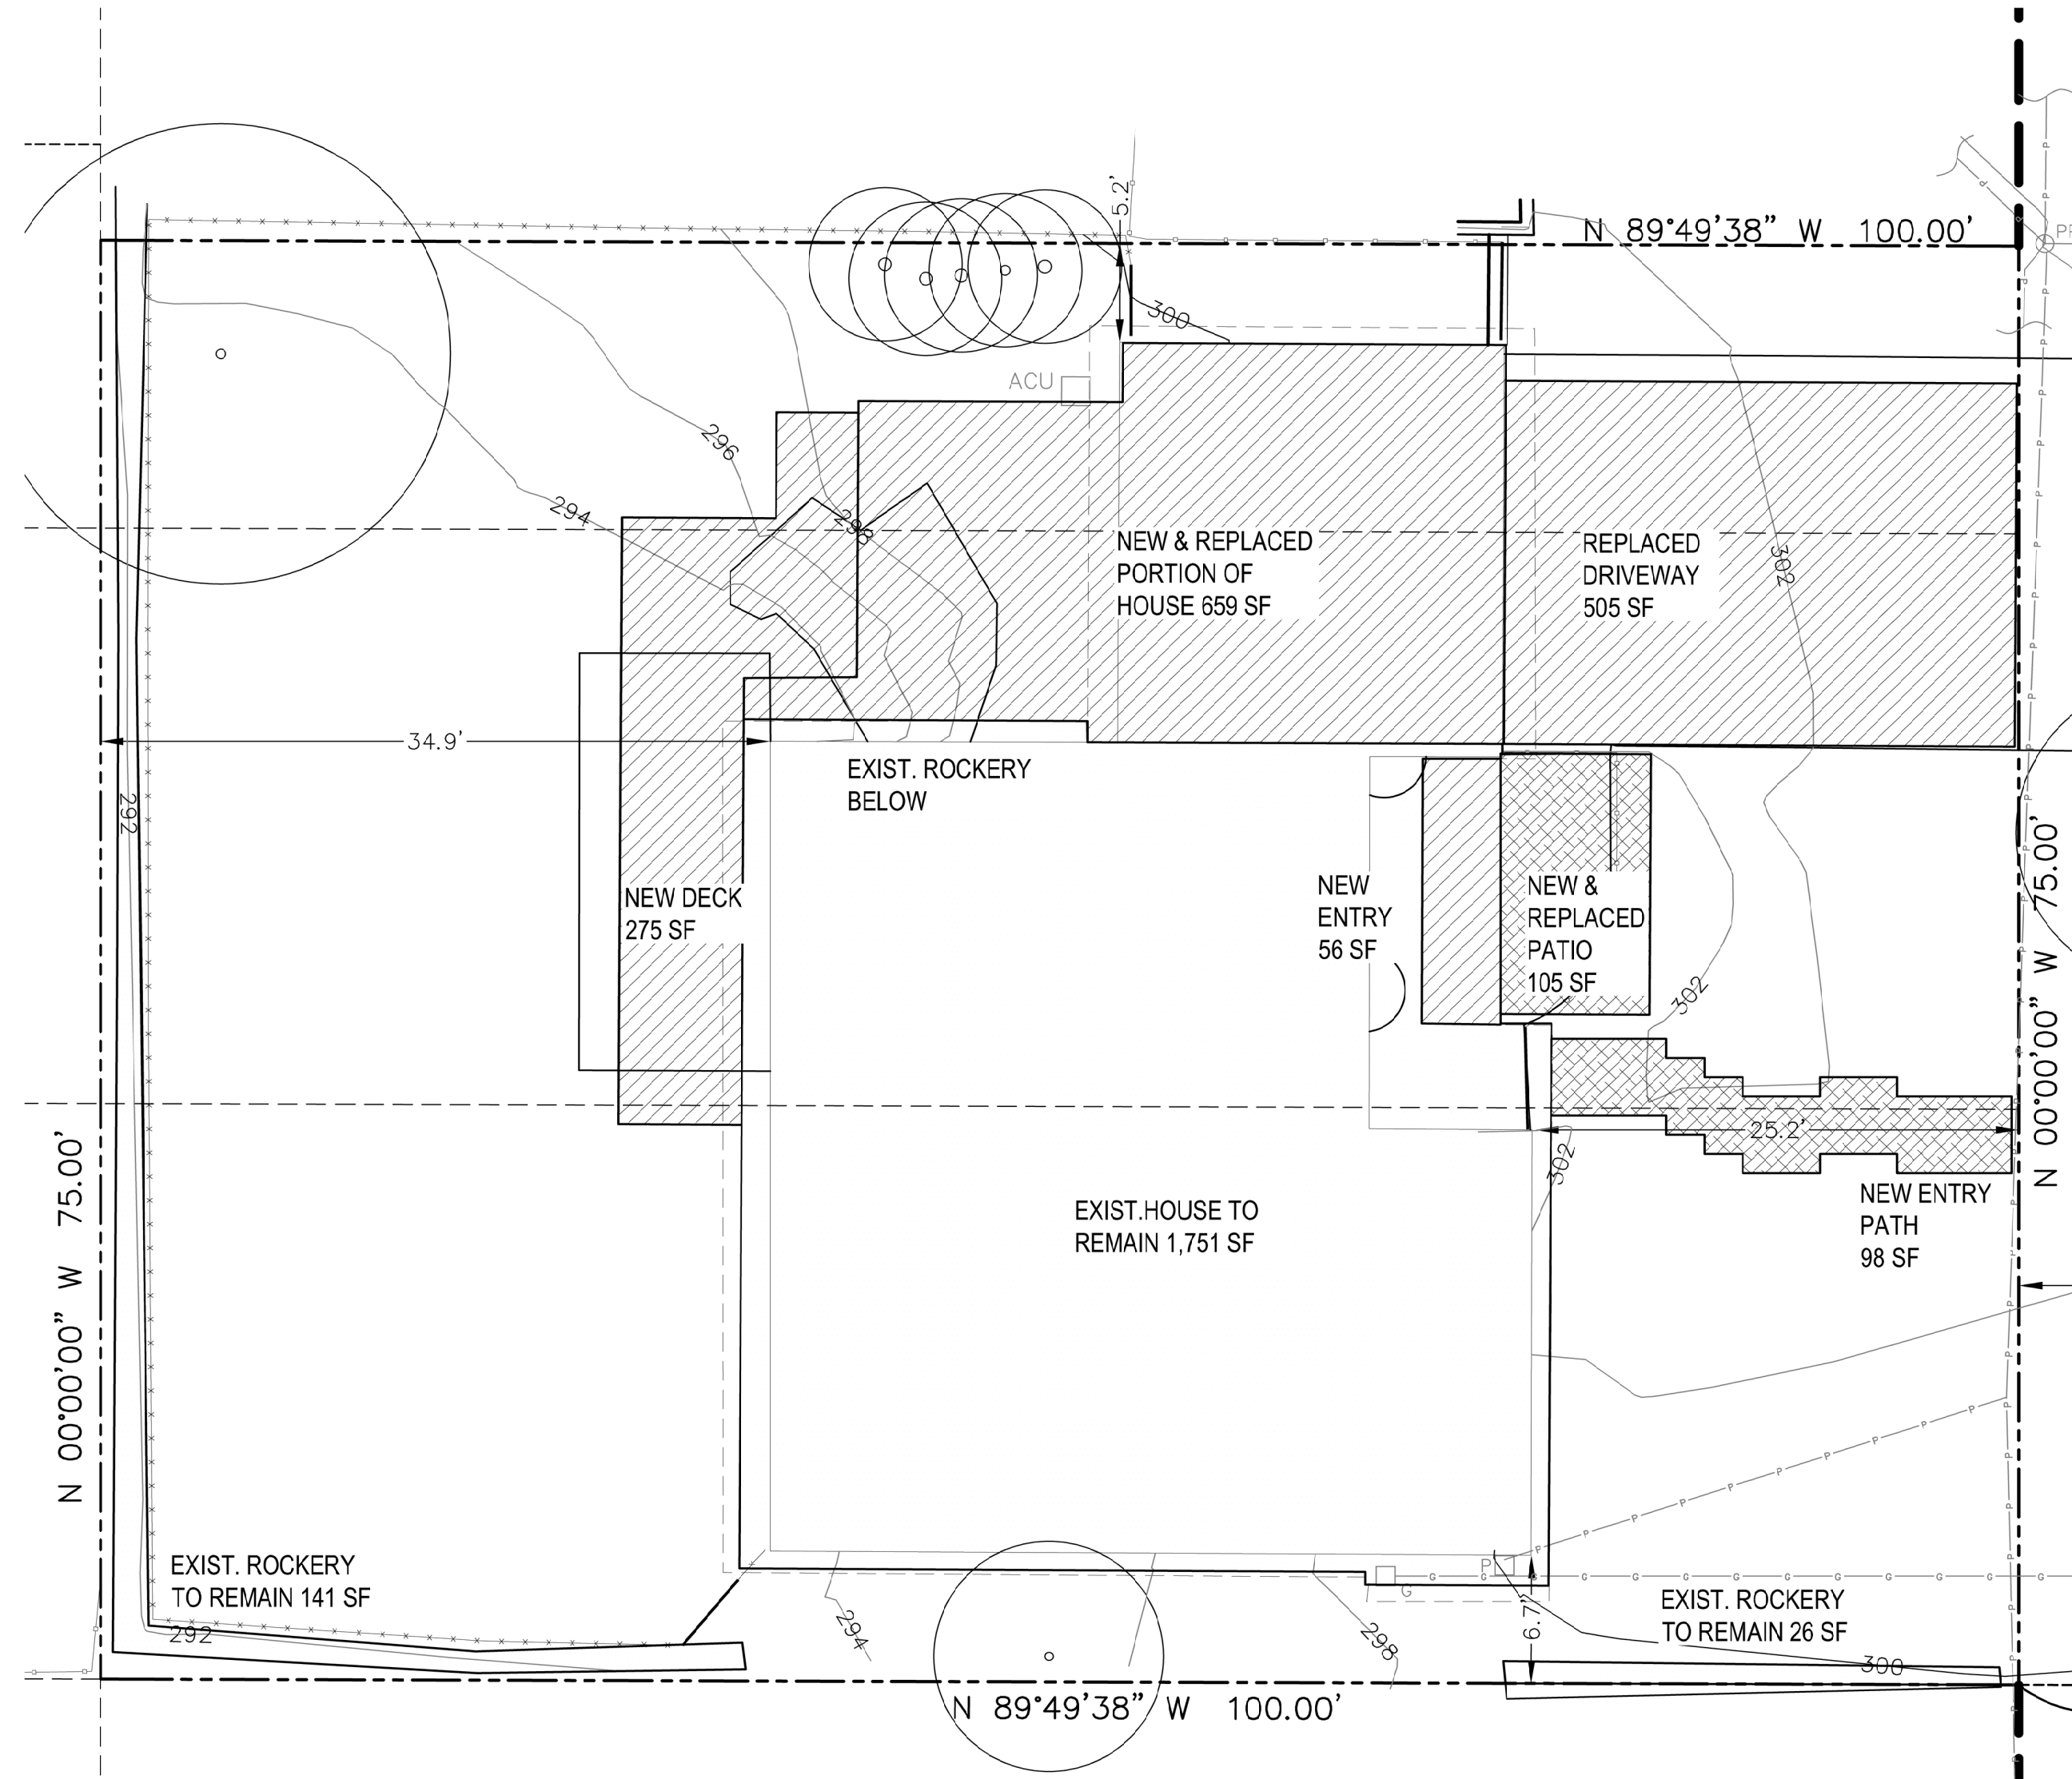 5.2'
N 89°49'38" W 100.00'
PP
300
ACU
296
294
298
NEW & REPLACED
PORTION OF
HOUSE 659 SF
REPLACED
DRIVEWAY
505 SF
302
34.9'
EXIST. ROCKERY
BELOW
292
NEW DECK
275 SF
NEW
ENTRY
56 SF
NEW &
REPLACED
PATIO
105 SF
302
N 00°00'00" W 75.00'
25.2'
302
N 00°00'00" W 75.00'
NEW ENTRY
PATH
98 SF
EXIST.HOUSE TO
REMAIN 1,751 SF
EXIST. ROCKERY
TO REMAIN 141 SF
292
294
298
P
G
6.7'
EXIST. ROCKERY
TO REMAIN 26 SF
300
N 89°49'38" W 100.00'